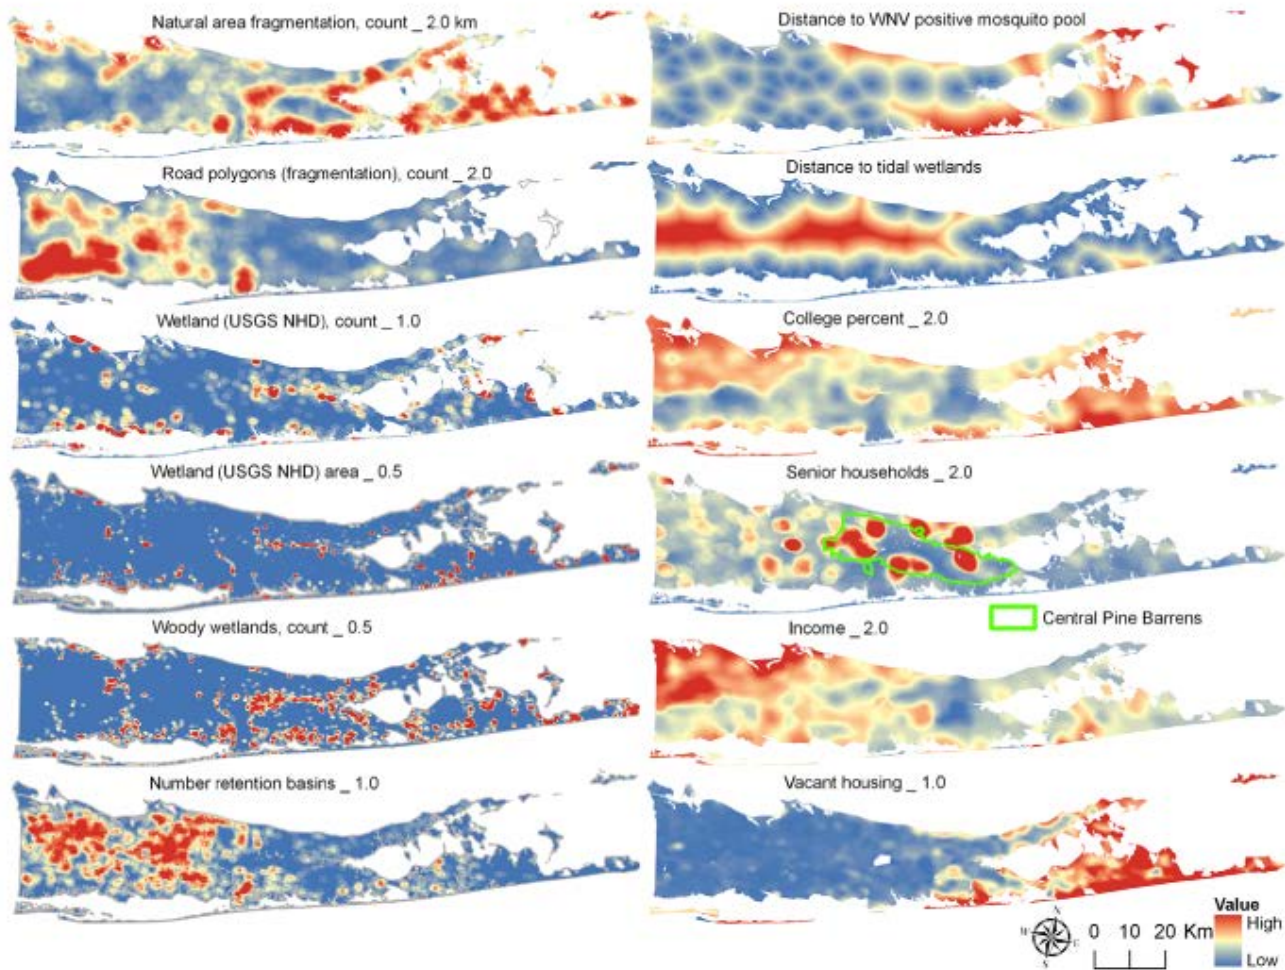 Natural area fragmentation, count _ 2.0 km
Road polygons (fragmentation), count _ 2.0
Wetland (USGS NHD), count _ 1.0
Wetland (USGS NHD) area _ 0.5
Woody wetlands, count _ 0.5
Number retention basins _ 1.0
Distance to WNV positive mosquito pool
Distance to tidal wetlands
College percent _ 2.0
Senior households _ 2.0
Central Pine Barrens
Income _ 2.0
Vacant housing _ 1.0
N
W
E
S
0 10 20 Km
Value
High
Low